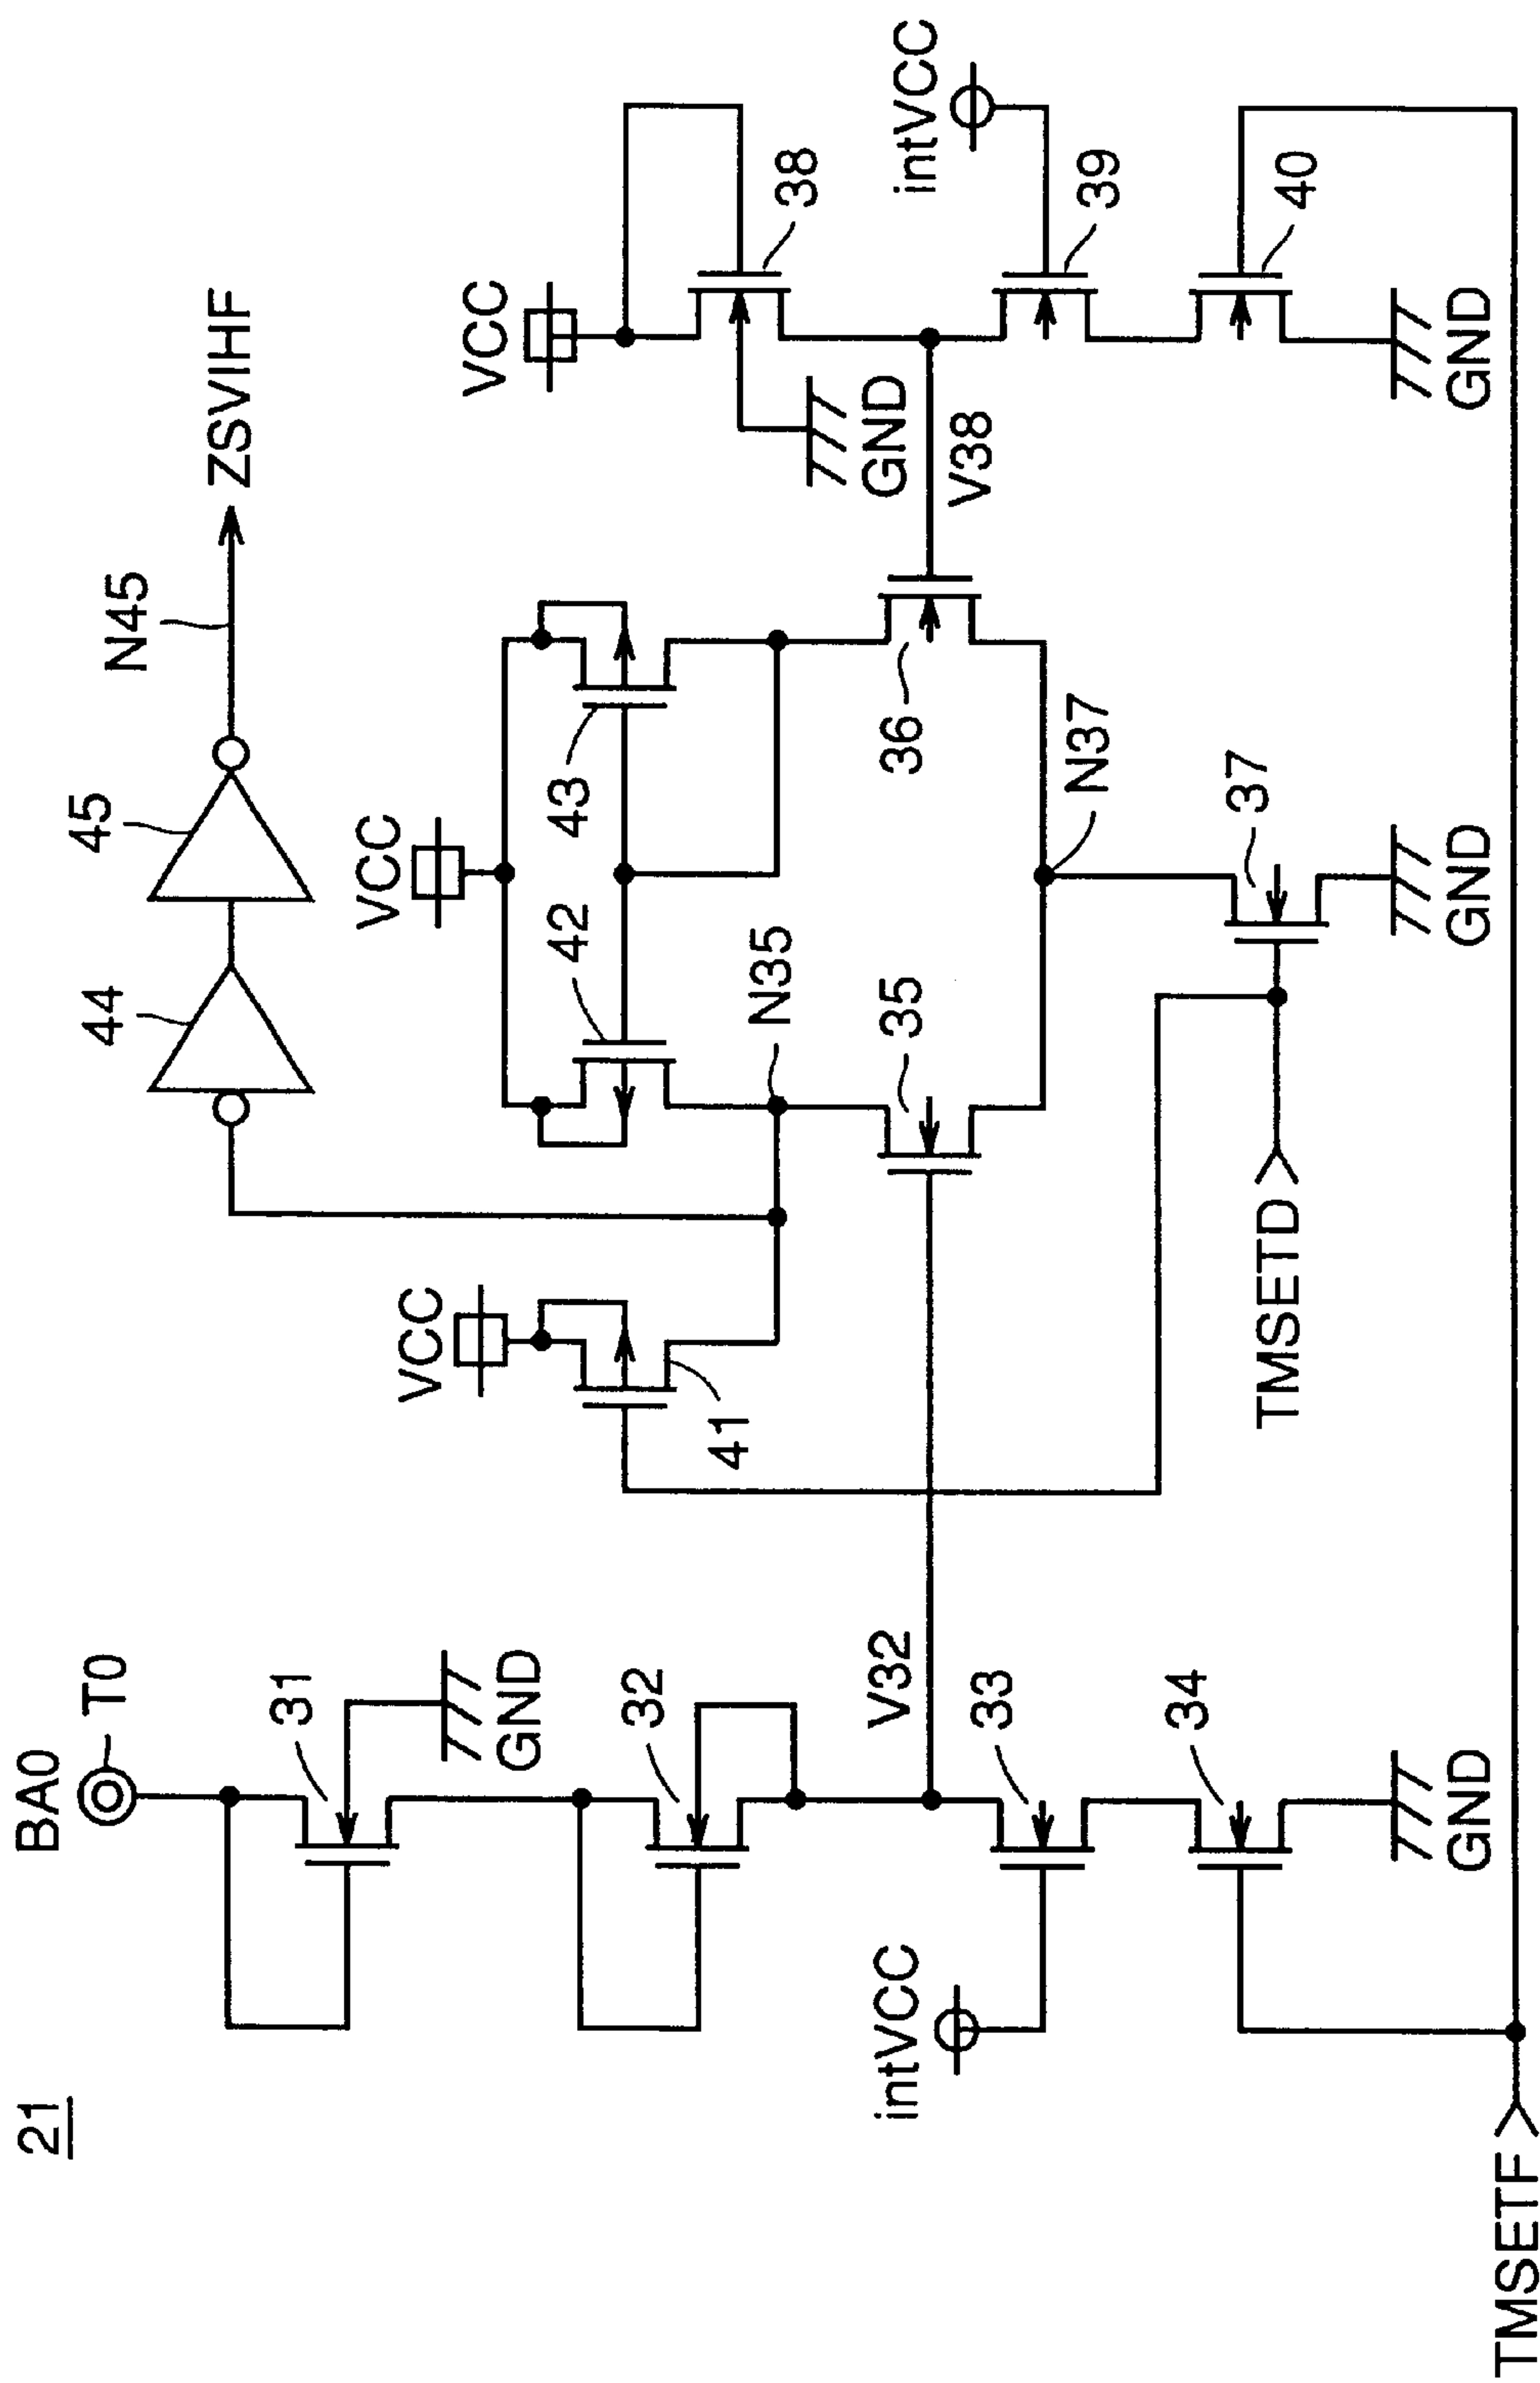 21
BA0
T0
31
GND
32
V32
intVCC
33
34
GND
TMSETF
VCC
41
44
45
N45
ZSVIHF
VCC
42
43
N35
35
36
N37
TMSETD
37
GND
VCC
38
GND
V38
intVCC
39
40
GND